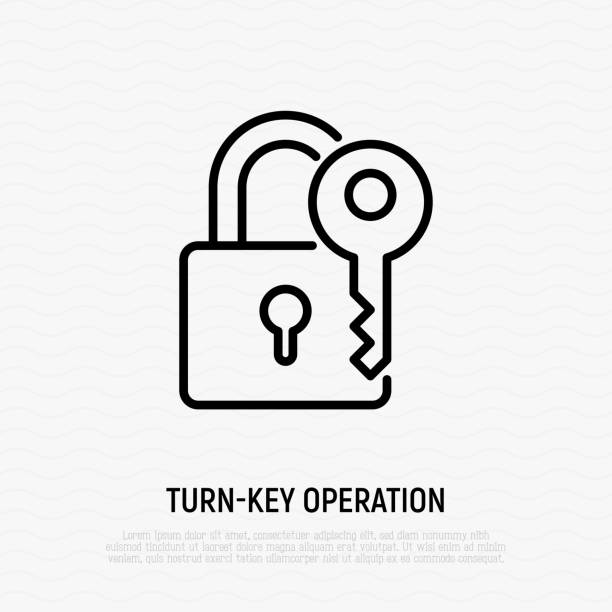 TURN-KEY OPERATION
Lorem ipsum dolor sit amet, consectetuer adipiscing elit, sed diam nonummy nibh
euismod tincidunt ut laoreet dolore magna aliquam erat volutpat. Ut wisi enim ad minim
veniam, quis nostrud exerci tation ullamcorper suscipit lobortis nisl ut aliquip ex ea commodo consequat.